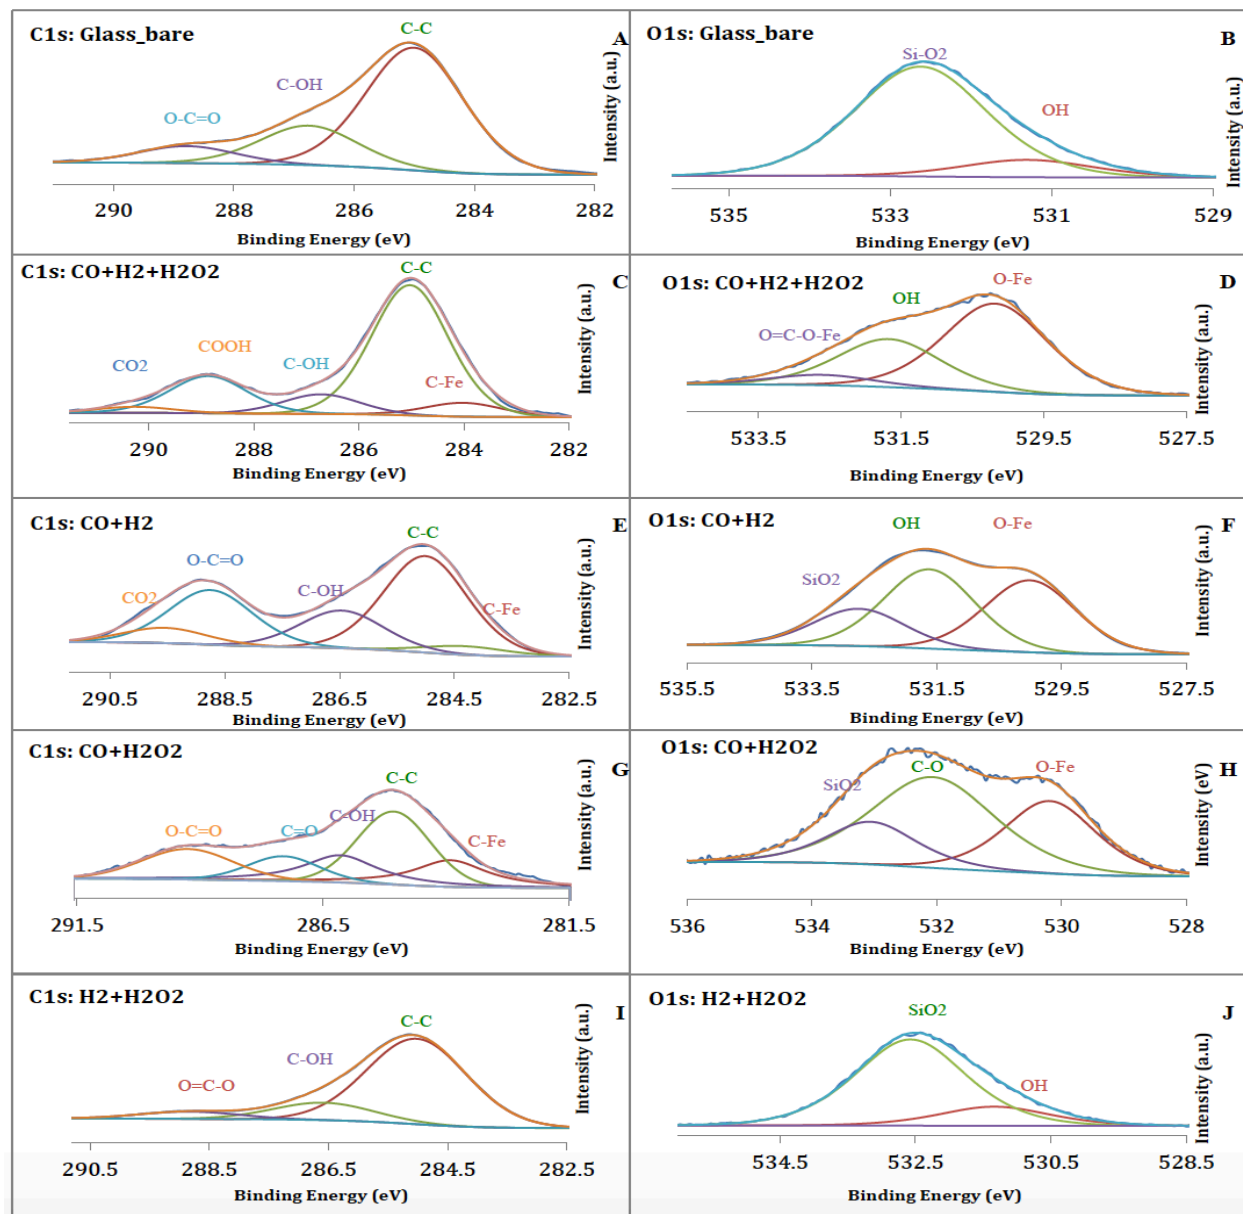 C1s: Glass_bare
A
C-C
C-OH
O-C=O
Intensity (a.u.)
290 288 286 284 282
Binding Energy (eV)
O1s: Glass_bare
B
Si-O2
OH
Intensity (a.u.)
535 533 531 529
Binding Energy (eV)
C1s: CO+H2+H2O2
C
C-C
COOH
CO2
C-OH
C-Fe
Intensity (a.u.)
290 288 286 284 282
Binding Energy (eV)
O1s: CO+H2+H2O2
D
O-Fe
OH
O=C-O-Fe
Intensity (a.u.)
533.5 531.5 529.5 527.5
Binding Energy (eV)
C1s: CO+H2
E
C-C
O-C=O
C-OH
CO2
C-Fe
Intensity (a.u.)
290.5 288.5 286.5 284.5 282.5
Binding Energy (eV)
O1s: CO+H2
F
OH
O-Fe
SiO2
Intensity (a.u.)
535.5 533.5 531.5 529.5 527.5
Binding Energy (eV)
C1s: CO+H2O2
G
C-C
C-OH
O-C=O
C=O
C-Fe
Intensity (a.u.)
291.5 286.5 281.5
Binding Energy (eV)
O1s: CO+H2O2
H
C-O
O-Fe
SiO2
Intensity (eV)
536 534 532 530 528
Binding Energy (eV)
C1s: H2+H2O2
I
C-C
C-OH
O=C-O
Intensity (a.u.)
290.5 288.5 286.5 284.5 282.5
Binding Energy (eV)
O1s: H2+H2O2
J
SiO2
OH
Intensity (a.u.)
534.5 532.5 530.5 528.5
Binding Energy (eV)